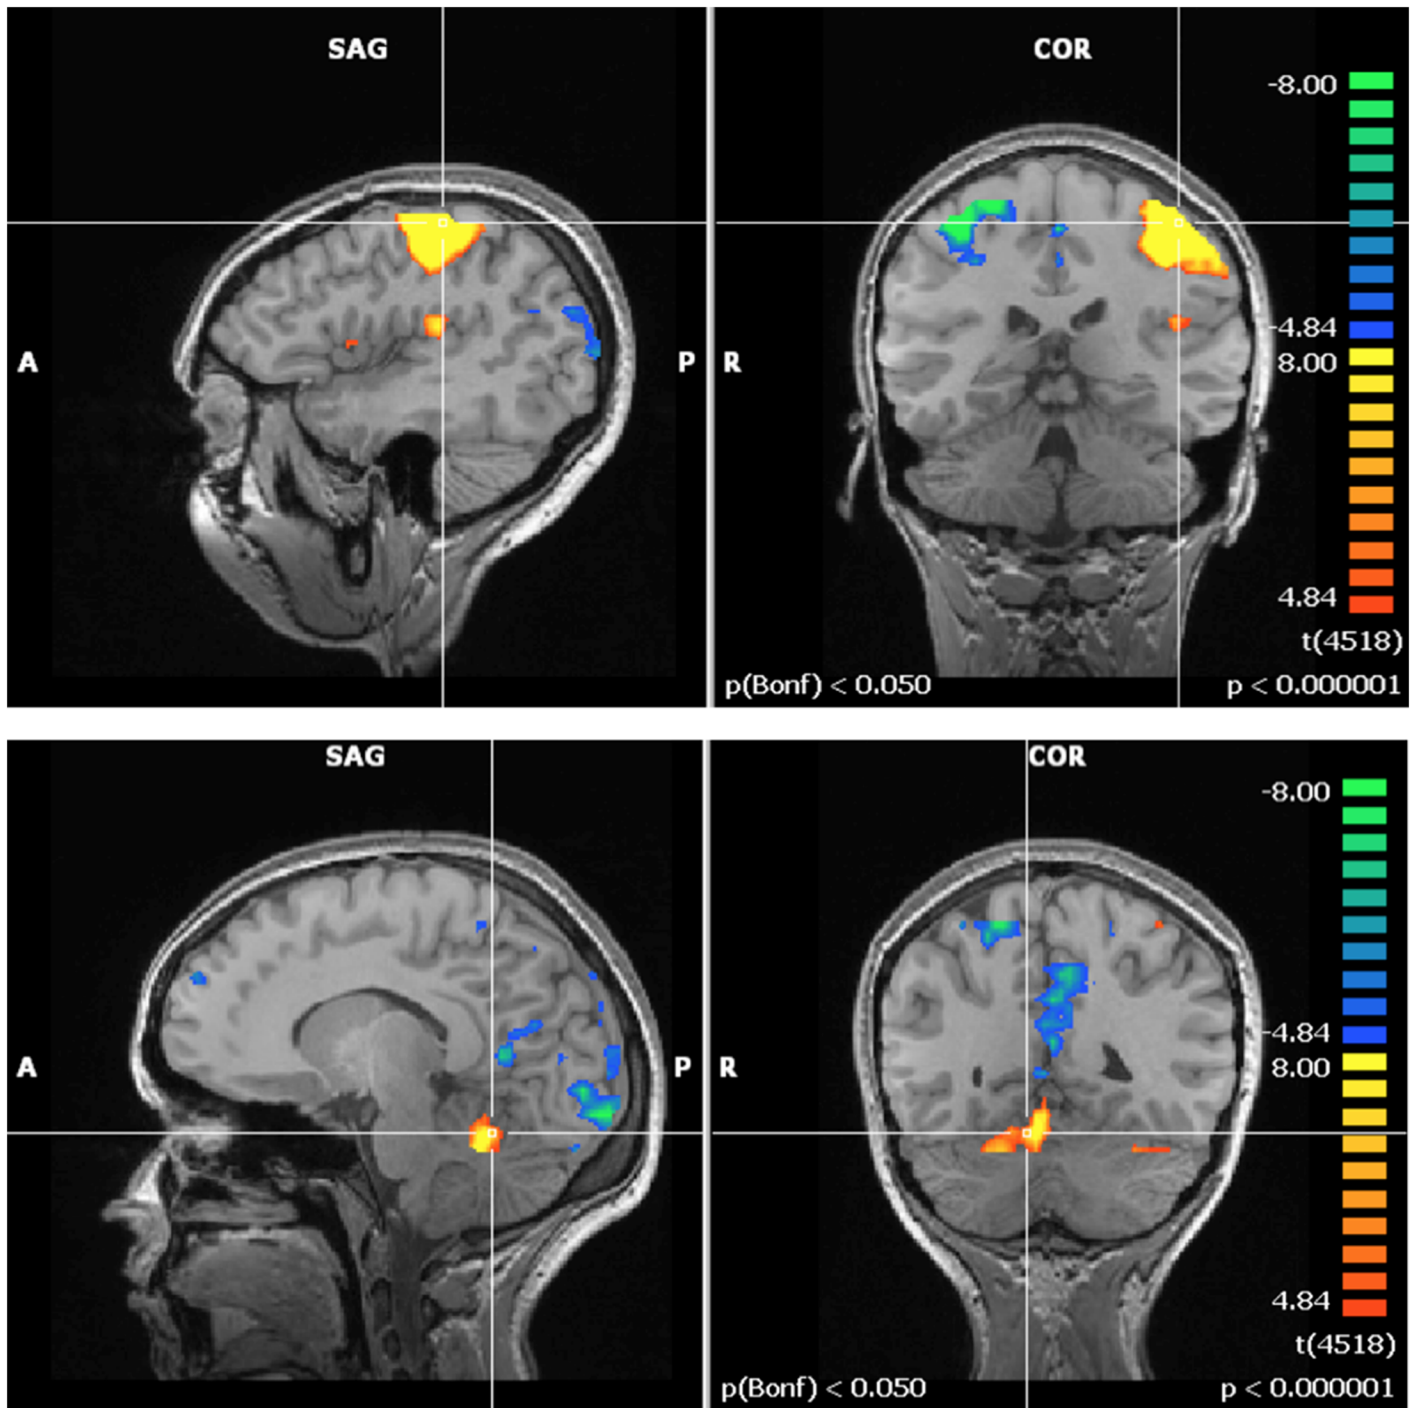 SAG
COR
-8.00
A
P
R
-4.84
8.00
4.84
t(4518)
p(Bonf) < 0.050
p < 0.000001
SAG
COR
-8.00
A
P
R
-4.84
8.00
4.84
t(4518)
p(Bonf) < 0.050
p < 0.000001